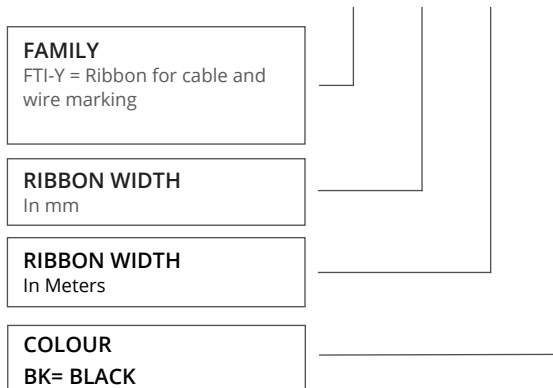 FAMILY
FTI-Y = Ribbon for cable and
wire marking
RIBBON WIDTH
In mm
RIBBON WIDTH
In Meters
COLOUR
BK= BLACK